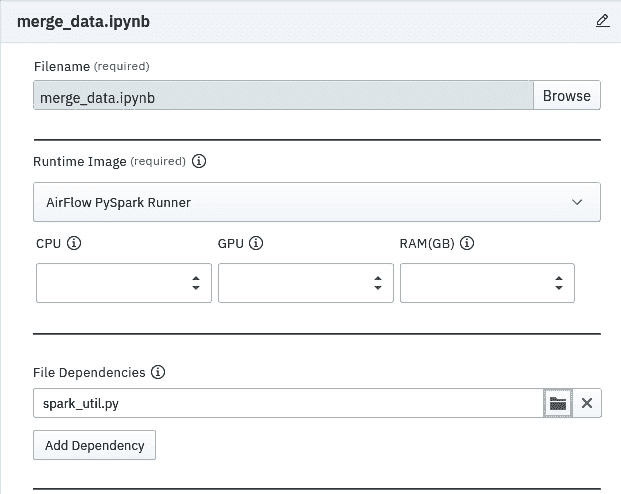 merge_data.ipynb
Filename (required)
merge_data.ipynb Browse
Runtime Image (required)
AirFlow PySpark Runner
CPU GPU RAM(GB)
File Dependencies
spark_util.py
Add Dependency